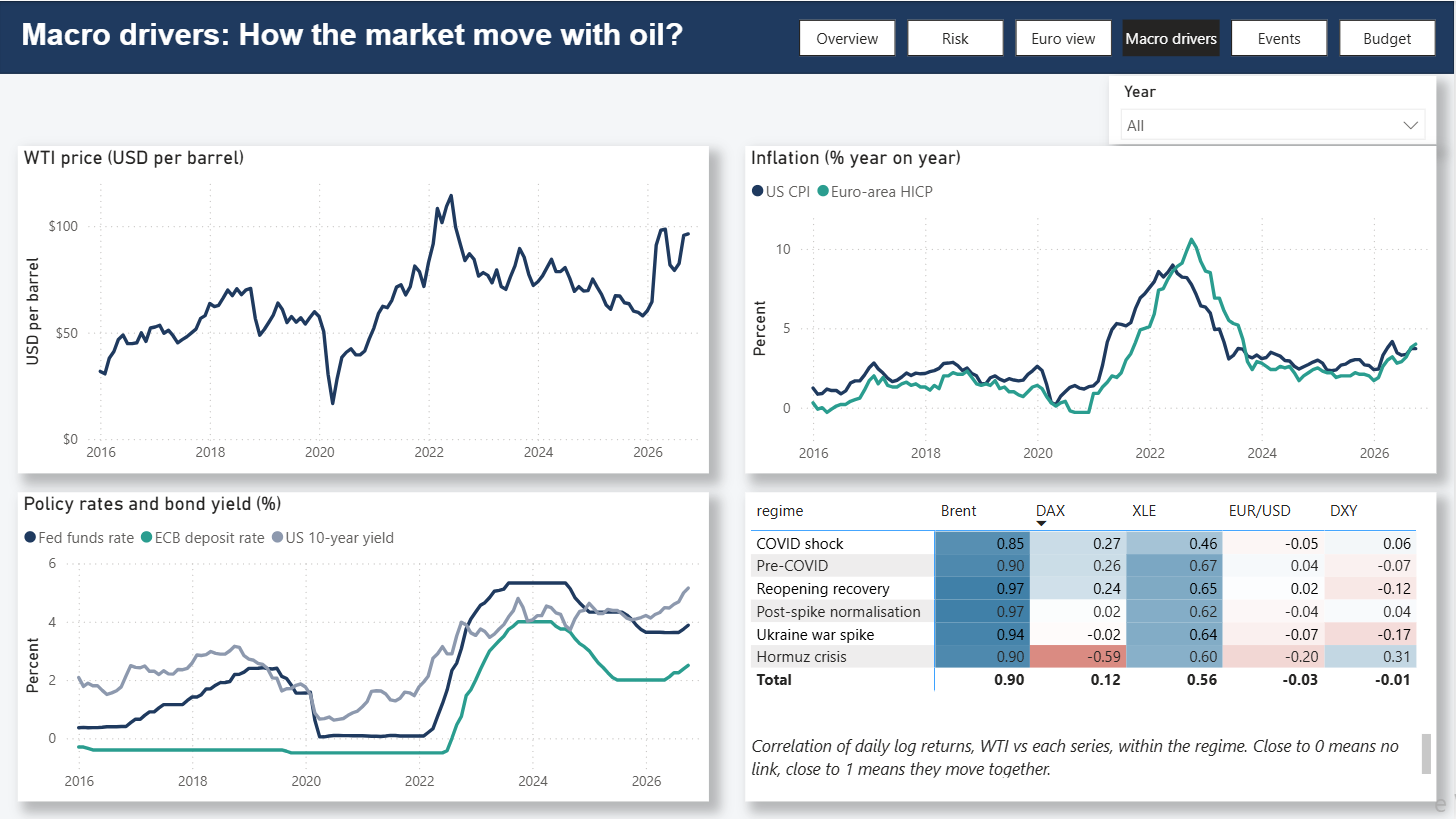 Macro drivers: How the market move with oil?
Overview
Risk
Euro view
Macro drivers
Events
Budget
Year
All
WTI price (USD per barrel)
USD per barrel
$100
$50
$0
2016 2018 2020 2022 2024 2026
Inflation (% year on year)
US CPI Euro-area HICP
Percent
10
5
0
2016 2018 2020 2022 2024 2026
Policy rates and bond yield (%)
Fed funds rate ECB deposit rate US 10-year yield
Percent
6
4
2
0
2016 2018 2020 2022 2024 2026
regime Brent DAX XLE EUR/USD DXY
COVID shock 0.85 0.27 0.46 -0.05 0.06
Pre-COVID 0.90 0.26 0.67 0.04 -0.07
Reopening recovery 0.97 0.24 0.65 0.02 -0.12
Post-spike normalisation 0.97 0.02 0.62 -0.04 0.04
Ukraine war spike 0.94 -0.02 0.64 -0.07 -0.17
Hormuz crisis 0.90 -0.59 0.60 -0.20 0.31
Total 0.90 0.12 0.56 -0.03 -0.01
Correlation of daily log returns, WTI vs each series, within the regime. Close to 0 means no
link, close to 1 means they move together.